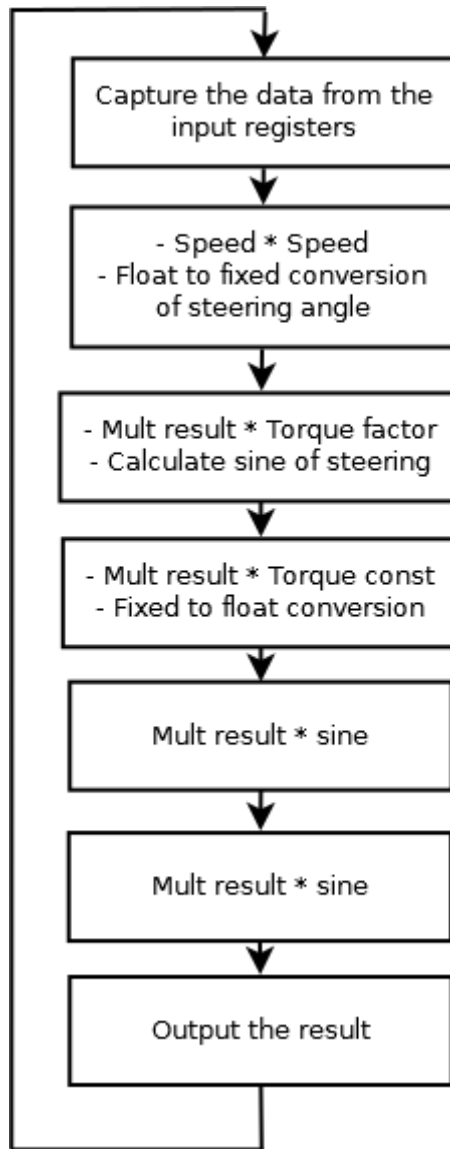 Capture the data from the
input registers
- Speed * Speed
- Float to fixed conversion
of steering angle
- Mult result * Torque factor
- Calculate sine of steering
- Mult result * Torque const
- Fixed to float conversion
Mult result * sine
Mult result * sine
Output the result